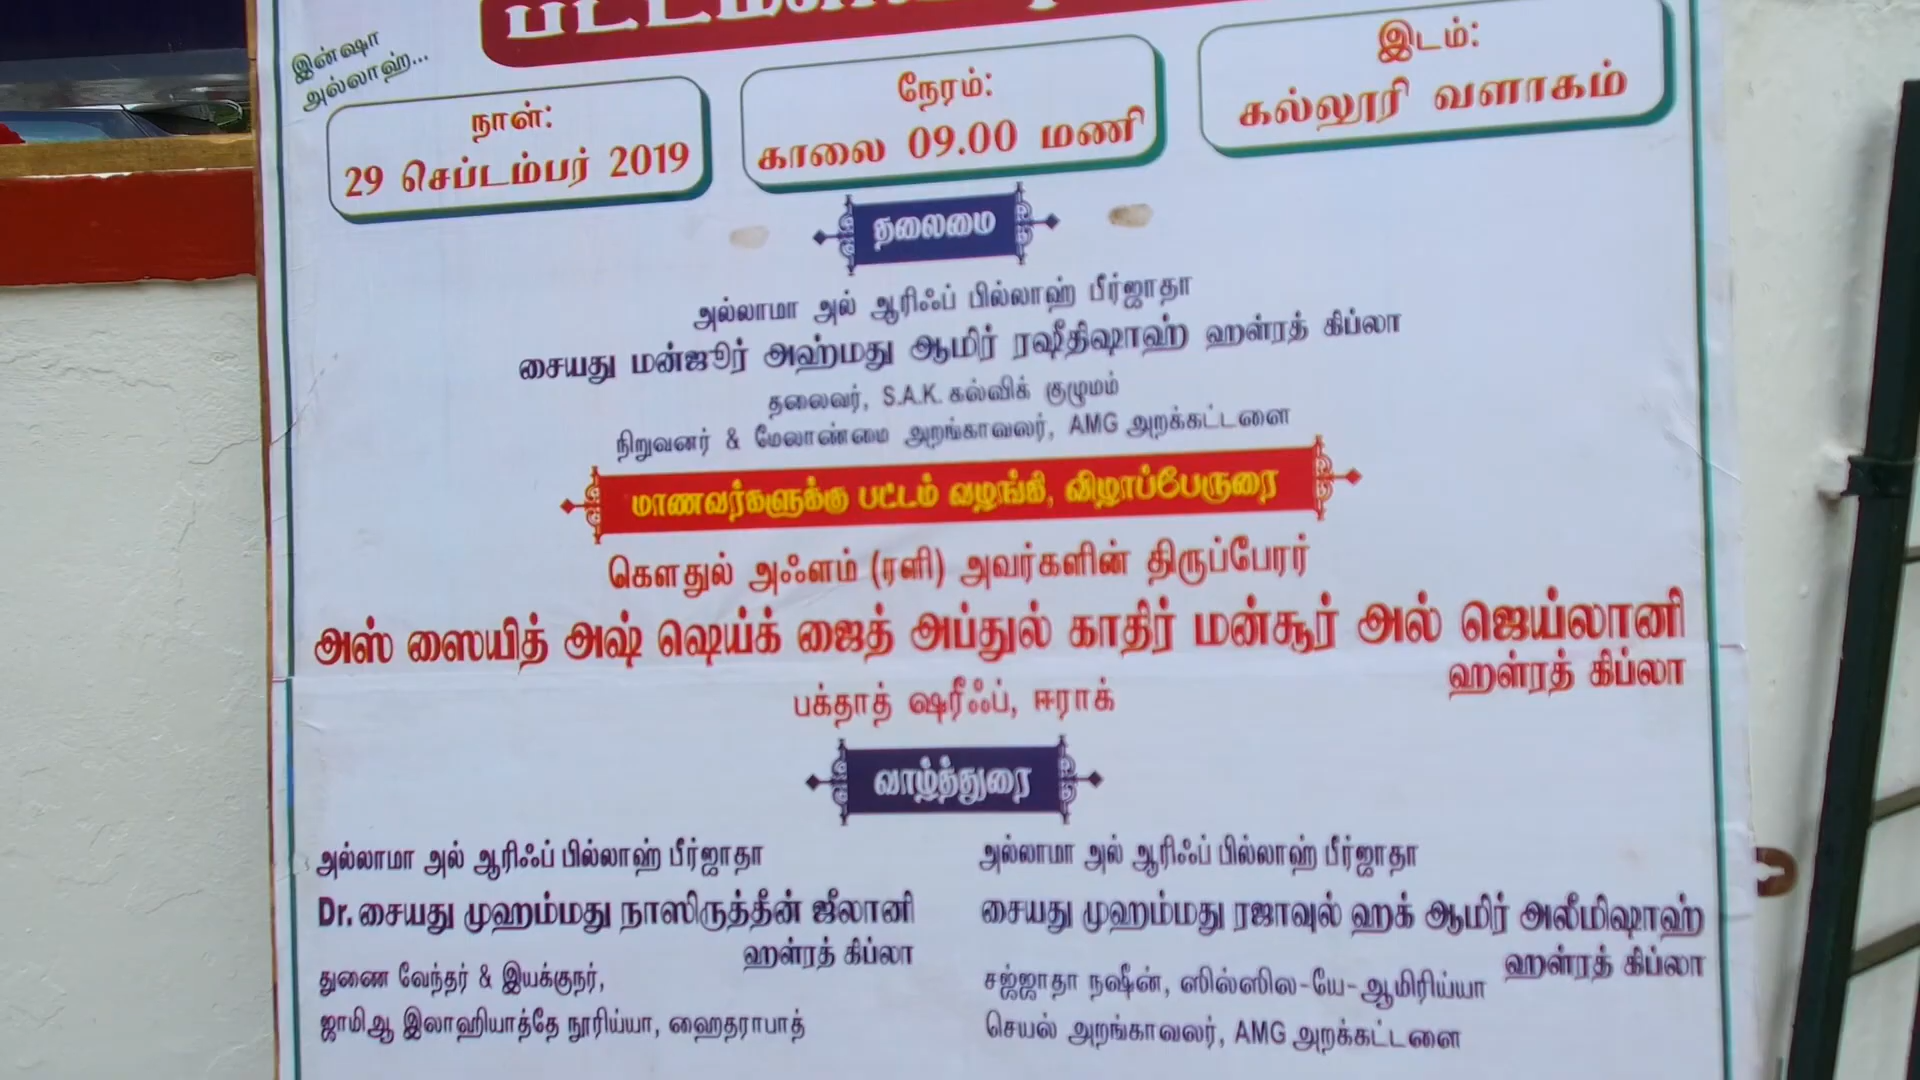 இன்ஷா
அல்லாஹ்...
நாள்:
29 செப்டம்பர் 2019
நேரம்:
காலை 09.00 மணி
இடம்:
கல்லூரி வளாகம்
தலைமை
அல்லாமா அல் ஆரிஃப் பில்லாஹ் பீர்ஜாதா
சையது மன்ஜூர் அஹ்மது ஆமிர் ரஷீதிஷாஹ் ஹள்ரத் கிப்லா
தலைவர், S.A.K. கல்விக் குழுமம்
நிறுவனர் & மேலாண்மை அறங்காவலர், AMG அறக்கட்டளை
மாணவர்களுக்கு பட்டம் வழங்கி, விழாப்பேருரை
கௌதுல் அஃளம் (ரளி) அவர்களின் திருப்பேரர்
அஸ் ஸையித் அஷ் ஷெய்க் ஜைத் அப்துல் காதிர் மன்சூர் அல் ஜெய்லானி
ஹள்ரத் கிப்லா
பக்தாத் ஷரீஃப், ஈராக்
வாழ்த்துரை
அல்லாமா அல் ஆரிஃப் பில்லாஹ் பீர்ஜாதா
Dr. சையது முஹம்மது நாஸிருத்தீன் ஜீலானி
ஹள்ரத் கிப்லா
துணை வேந்தர் & இயக்குநர்,
ஜாமிஆ இலாஹியாத்தே நூரிய்யா, ஹைதராபாத்
அல்லாமா அல் ஆரிஃப் பில்லாஹ் பீர்ஜாதா
சையது முஹம்மது ரஜாவுல் ஹக் ஆமிர் அலீமிஷாஹ்
ஹள்ரத் கிப்லா
சஜ்ஜாதா நஷீன், ஸில்ஸில-யே-ஆமிரிய்யா
செயல் அறங்காவலர், AMG அறக்கட்டளை